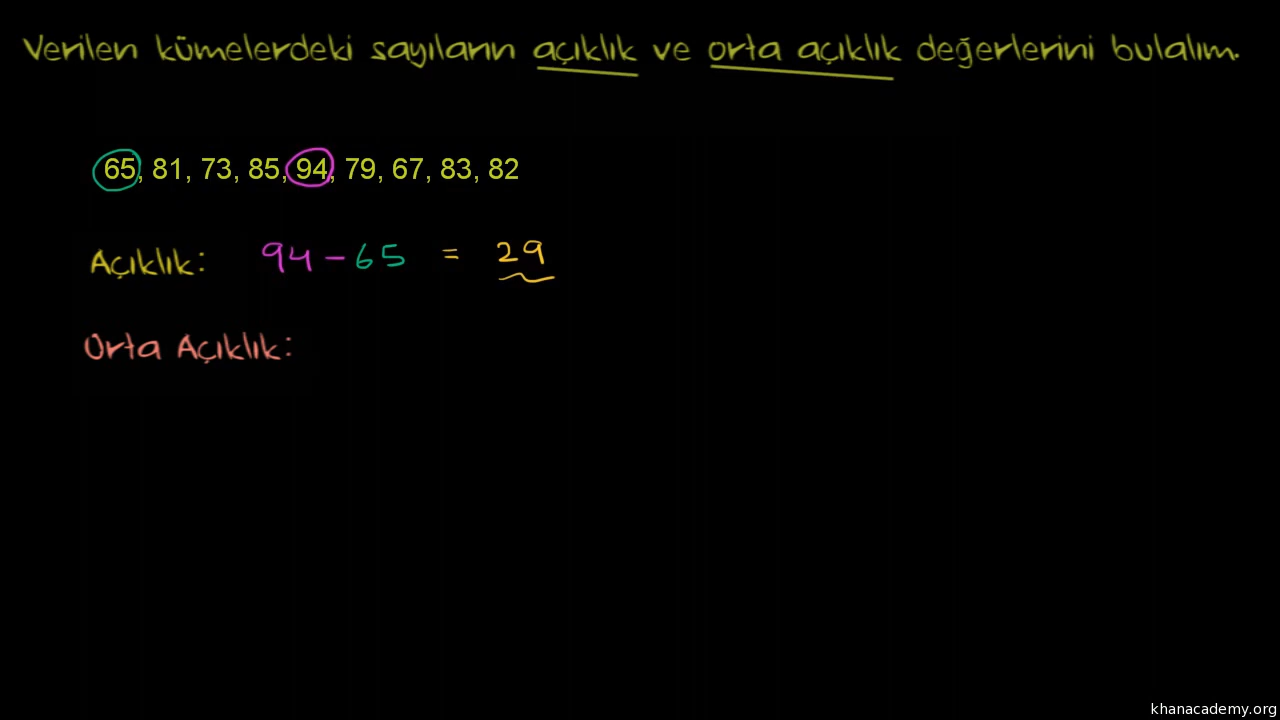 Verilen kümelerdeki sayıların açıklık ve orta açıklık değerlerini bulalım.
65, 81, 73, 85, 94, 79, 67, 83, 82
Açıklık: 94 - 65 = 29
Orta Açıklık:
khanacademy.org